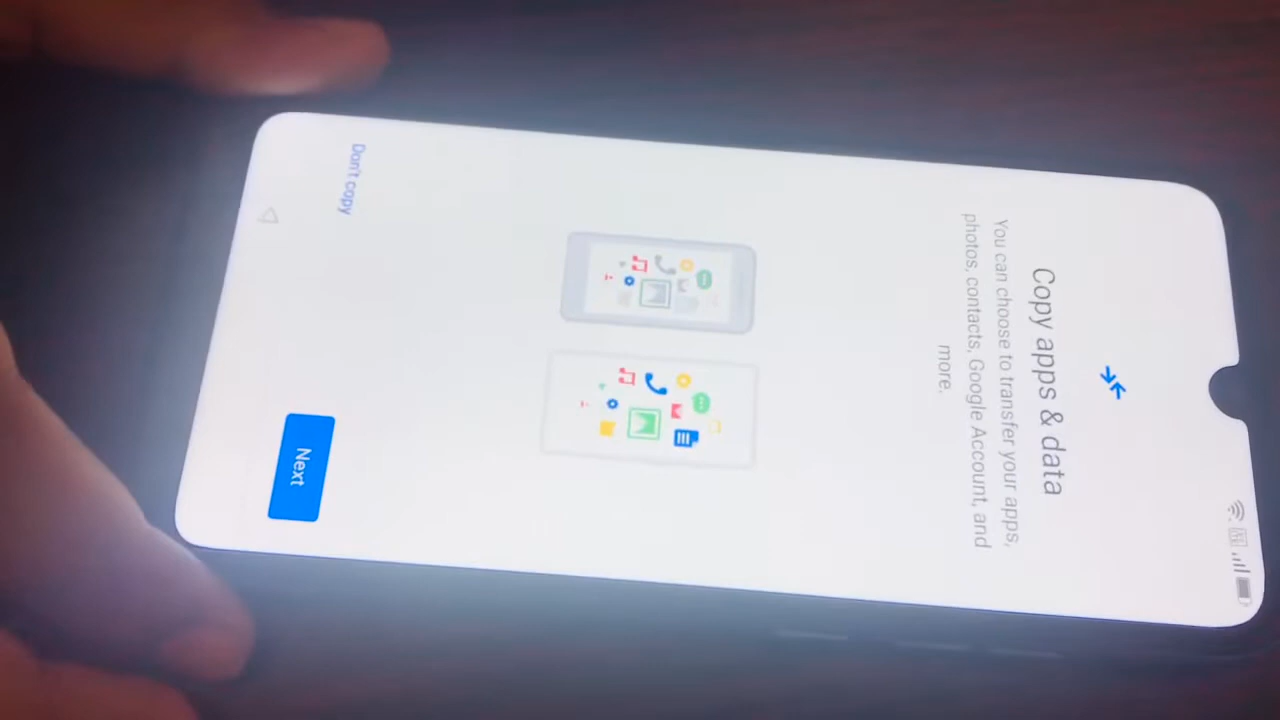 Copy apps & data
You can choose to transfer your apps,
photos, contacts, Google Account, and
more.
Don't copy
Next